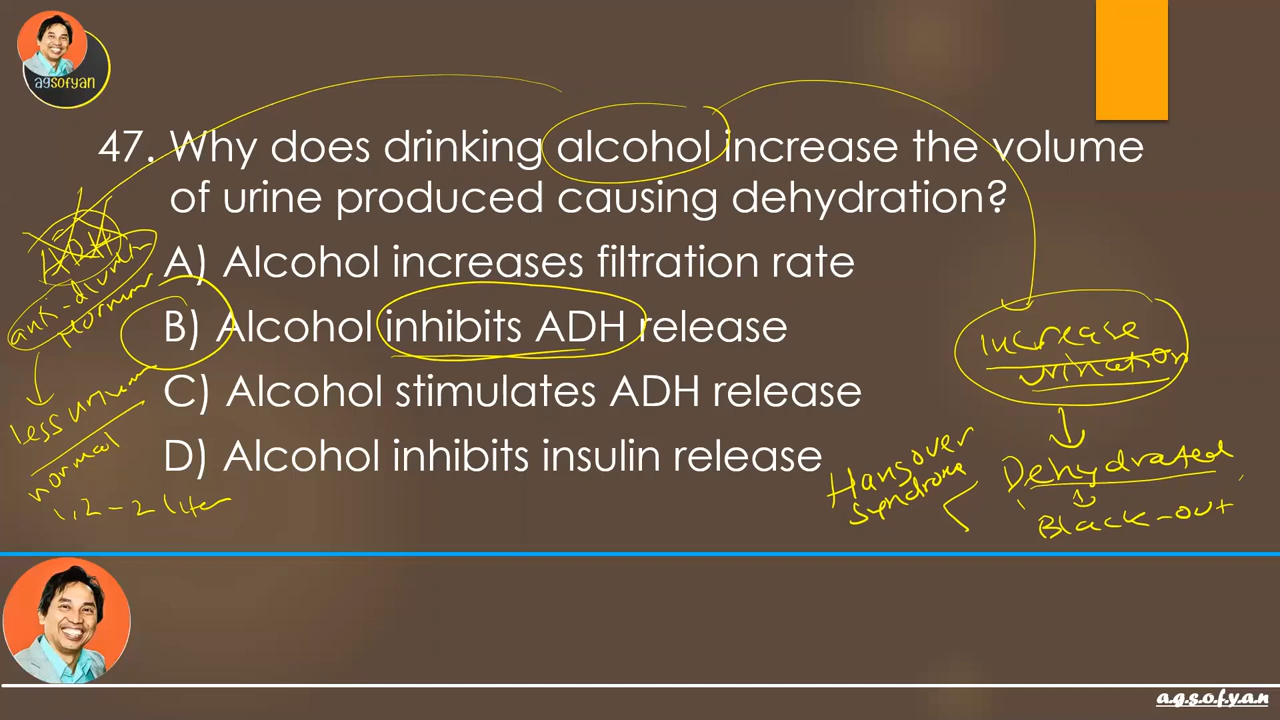 agsofyan
47. Why does drinking alcohol increase the volume
of urine produced causing dehydration?
A) Alcohol increases filtration rate
B) Alcohol inhibits ADH release
C) Alcohol stimulates ADH release
D) Alcohol inhibits insulin release
ADH
anti-diuretic
Hormone
less urine
normal
1,2 - 2 liter
increase
urination
Dehydrated
Black-out
Hangover
syndrome
a.g.s.o.f.y.a.n